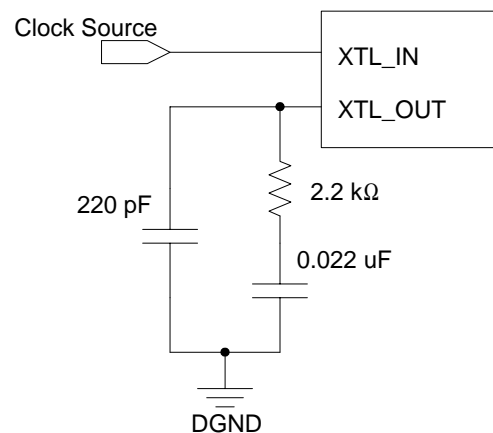 Clock Source
XTL_IN
XTL_OUT
2.2 kΩ
220 pF
0.022 uF
DGND